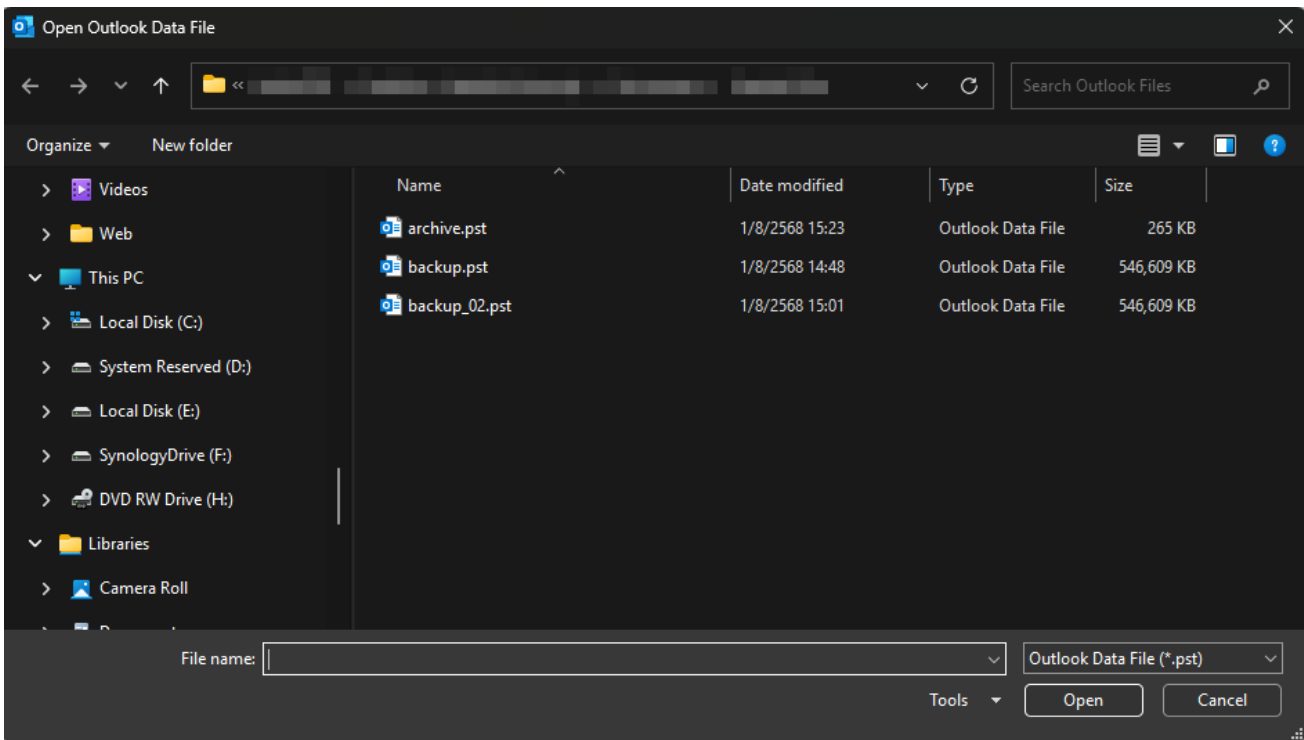 Open Outlook Data File
«
Search Outlook Files
Organize New folder
Name Date modified Type Size
Videos
Web
This PC
Local Disk (C:)
System Reserved (D:)
Local Disk (E:)
SynologyDrive (F:)
DVD RW Drive (H:)
Libraries
Camera Roll
archive.pst 1/8/2568 15:23 Outlook Data File 265 KB
backup.pst 1/8/2568 14:48 Outlook Data File 546,609 KB
backup_02.pst 1/8/2568 15:01 Outlook Data File 546,609 KB
File name: Outlook Data File (*.pst)
Tools Open Cancel